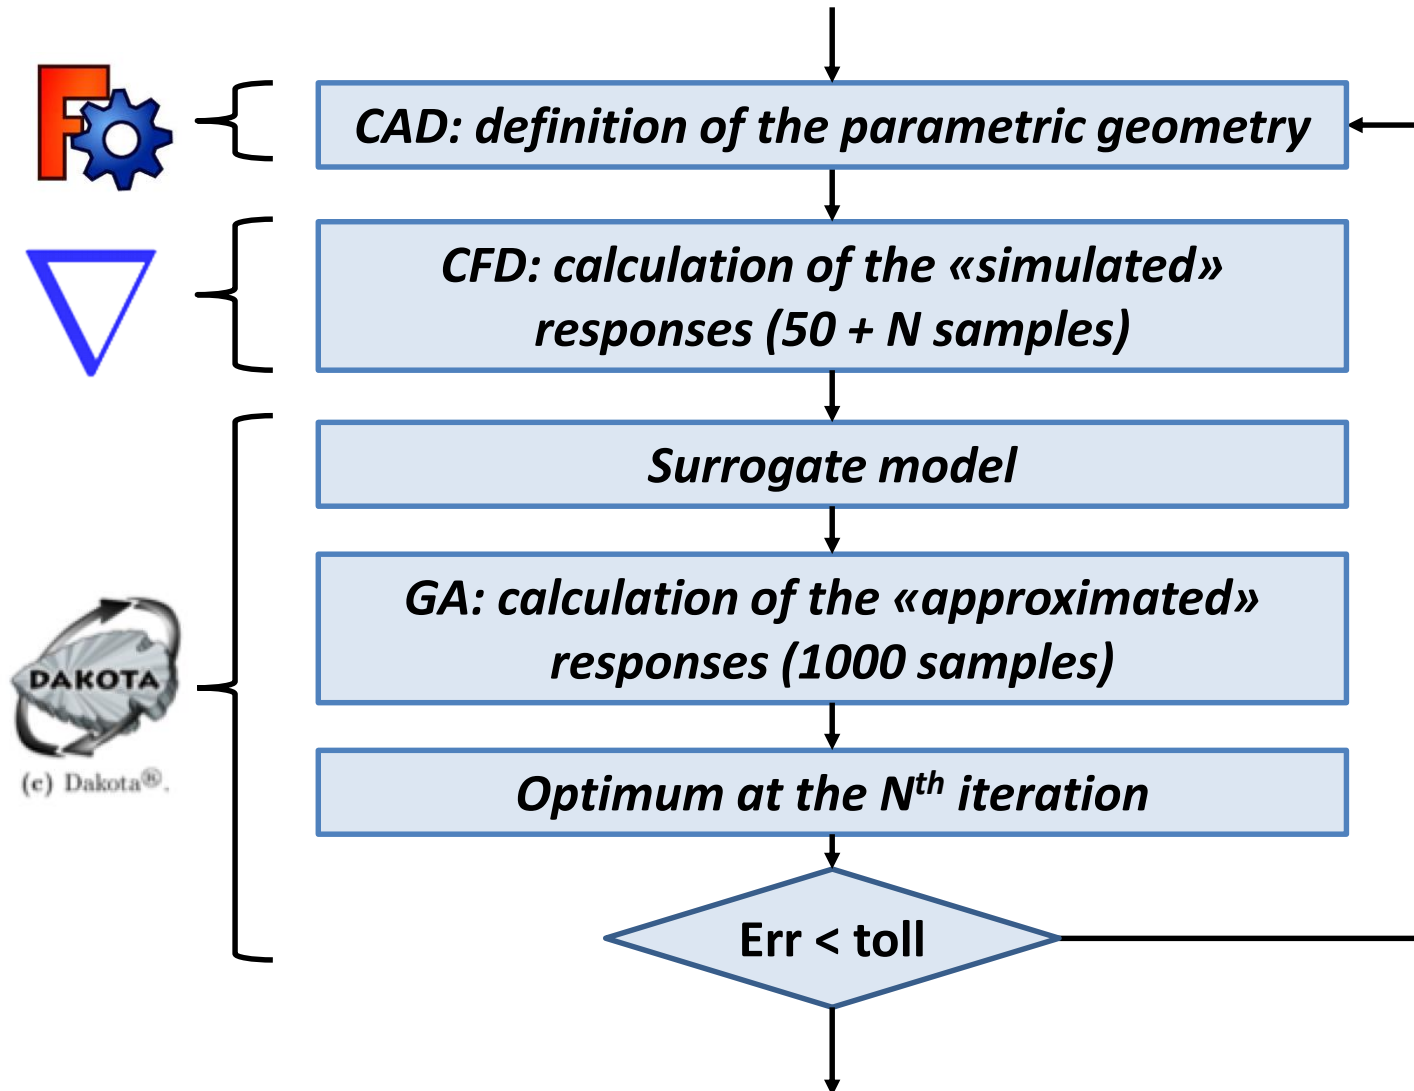 CAD: definition of the parametric geometry
CFD: calculation of the «simulated»
responses (50 + N samples)
Surrogate model
GA: calculation of the «approximated»
responses (1000 samples)
DAKOTA
(c) Dakota®.
Optimum at the Nth iteration
Err < toll